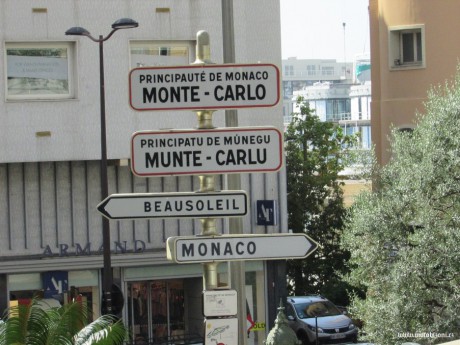 PRINCIPAUTÉ DE MONACO
MONTE - CARLO
PRINCIPATU DE MÙNEGU
MUNTE - CARLU
BEAUSOLEIL
MONACO
ARMAND